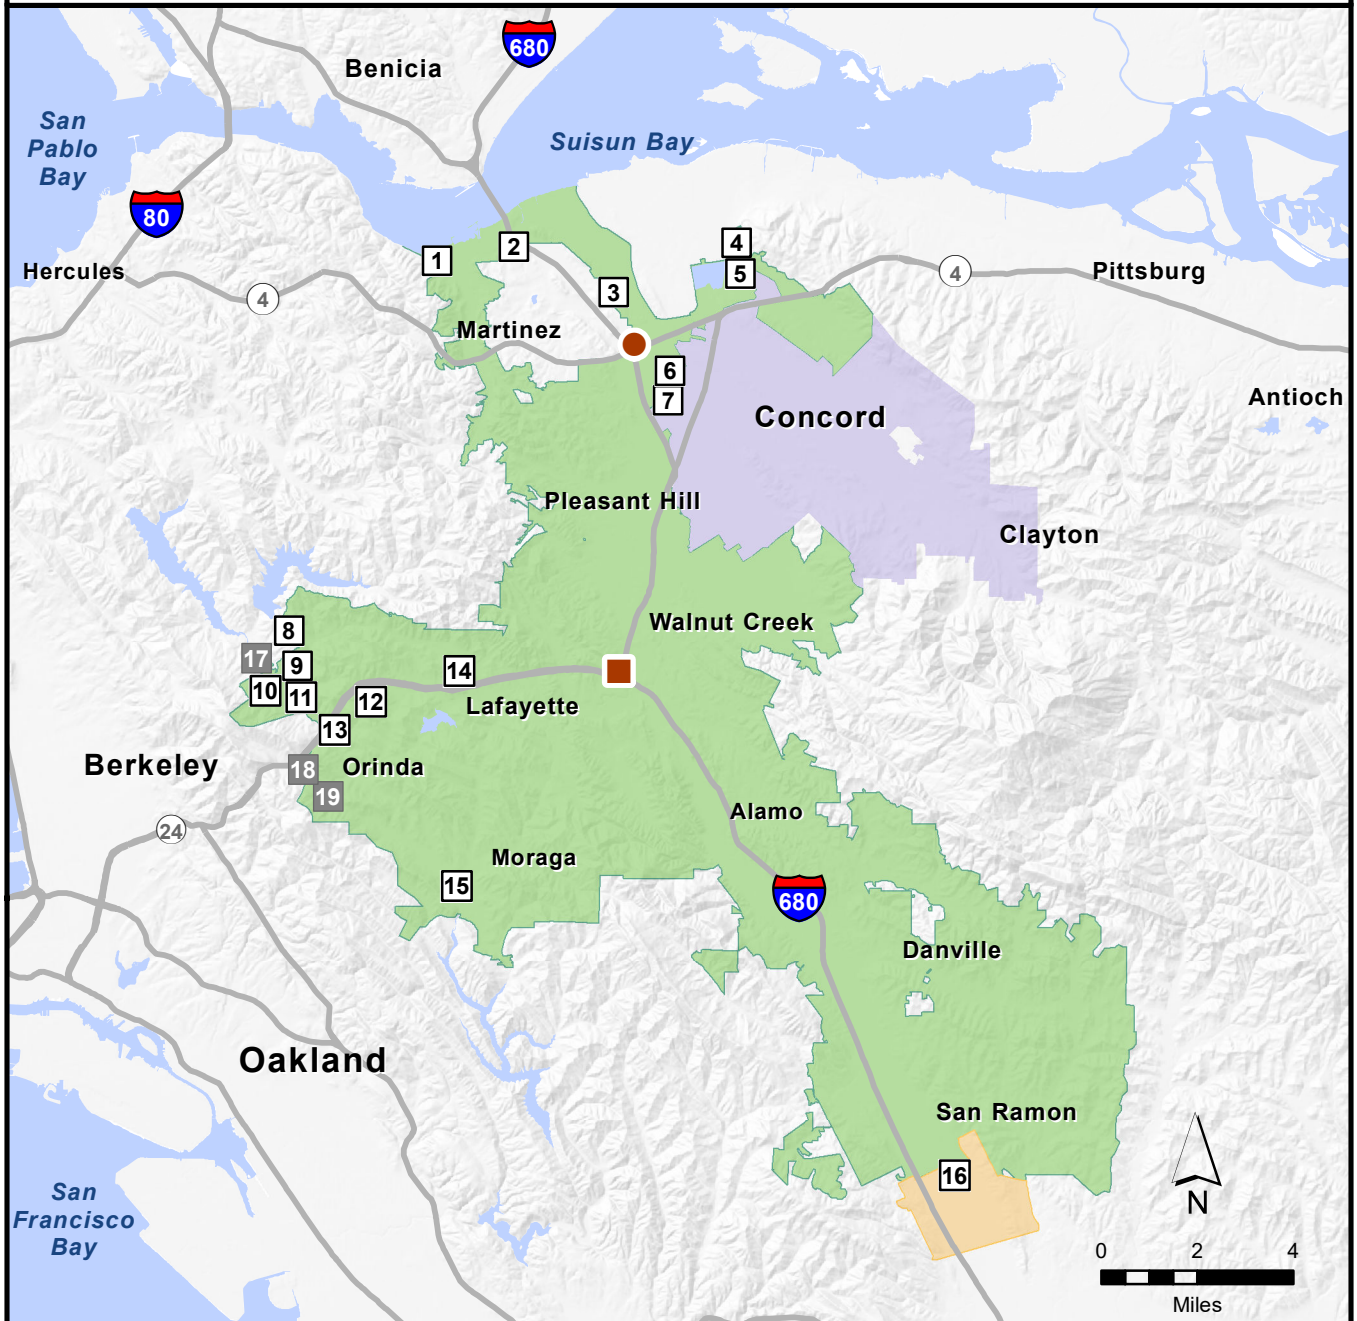 680
Benicia
San
Pablo
Bay
Suisun Bay
80
Hercules
1
2
4
5
4
Pittsburg
4
3
Martinez
6
7
Antioch
Concord
Pleasant Hill
Clayton
8
Walnut Creek
17
9
14
10
11
12
Lafayette
13
Berkeley
18
Orinda
19
24
Alamo
Moraga
15
680
Danville
Oakland
San Ramon
16
San
Francisco
Bay
N
0 2 4
Miles